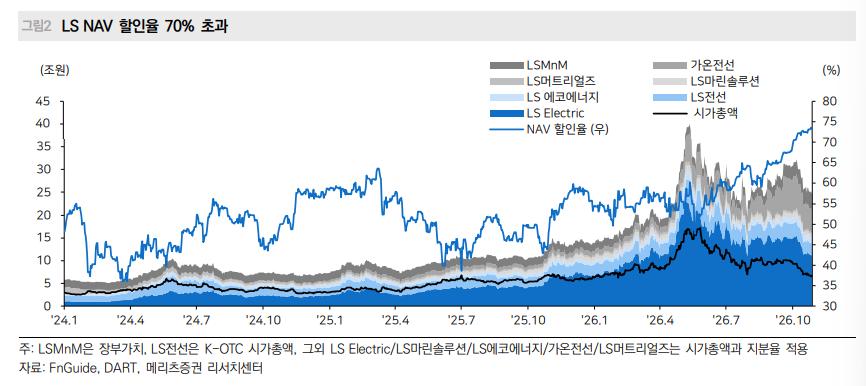 그림2 LS NAV 할인율 70% 초과
(조원)
(%)
LSMnM
가온전선
LS머트리얼즈
LS마린솔루션
LS 에코에너지
LS전선
LS Electric
시가총액
NAV 할인율 (우)
45
40
35
30
25
20
15
10
5
0
80
75
70
65
60
55
50
45
40
35
30
'24.1 '24.4 '24.7 '24.10 '25.1 '25.4 '25.7 '25.10 '26.1 '26.4 '26.7 '26.10
주: LSMnM은 장부가치, LS전선은 K-OTC 시가총액, 그외 LS Electric/LS마린솔루션/LS에코에너지/가온전선/LS머트리얼즈는 시가총액과 지분율 적용
자료: FnGuide, DART, 메리츠증권 리서치센터